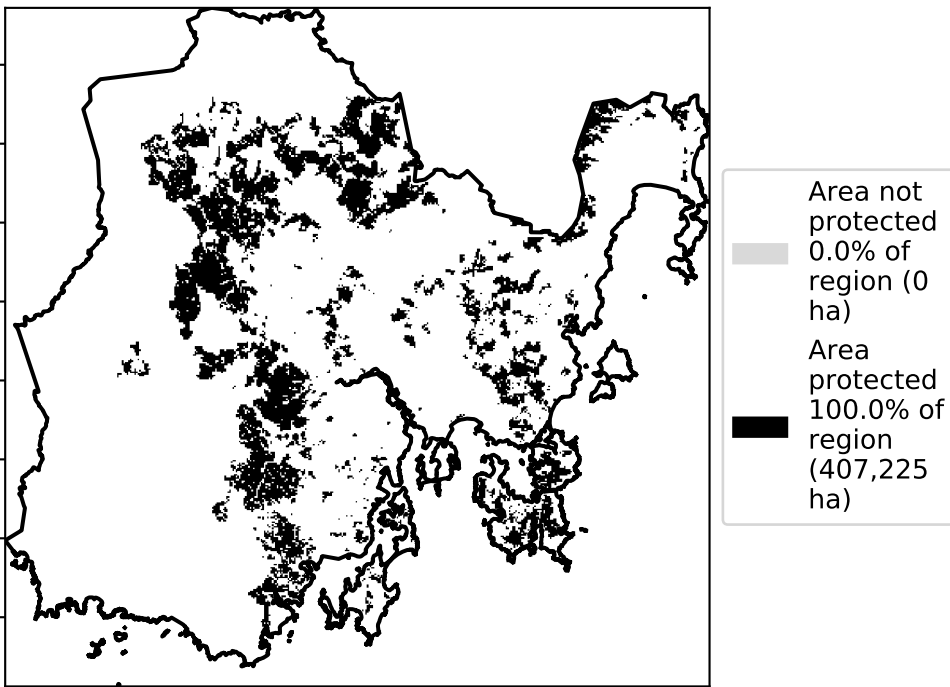 Area not
protected
0.0% of
region (0
ha)
Area
protected
100.0% of
region
(407,225
ha)